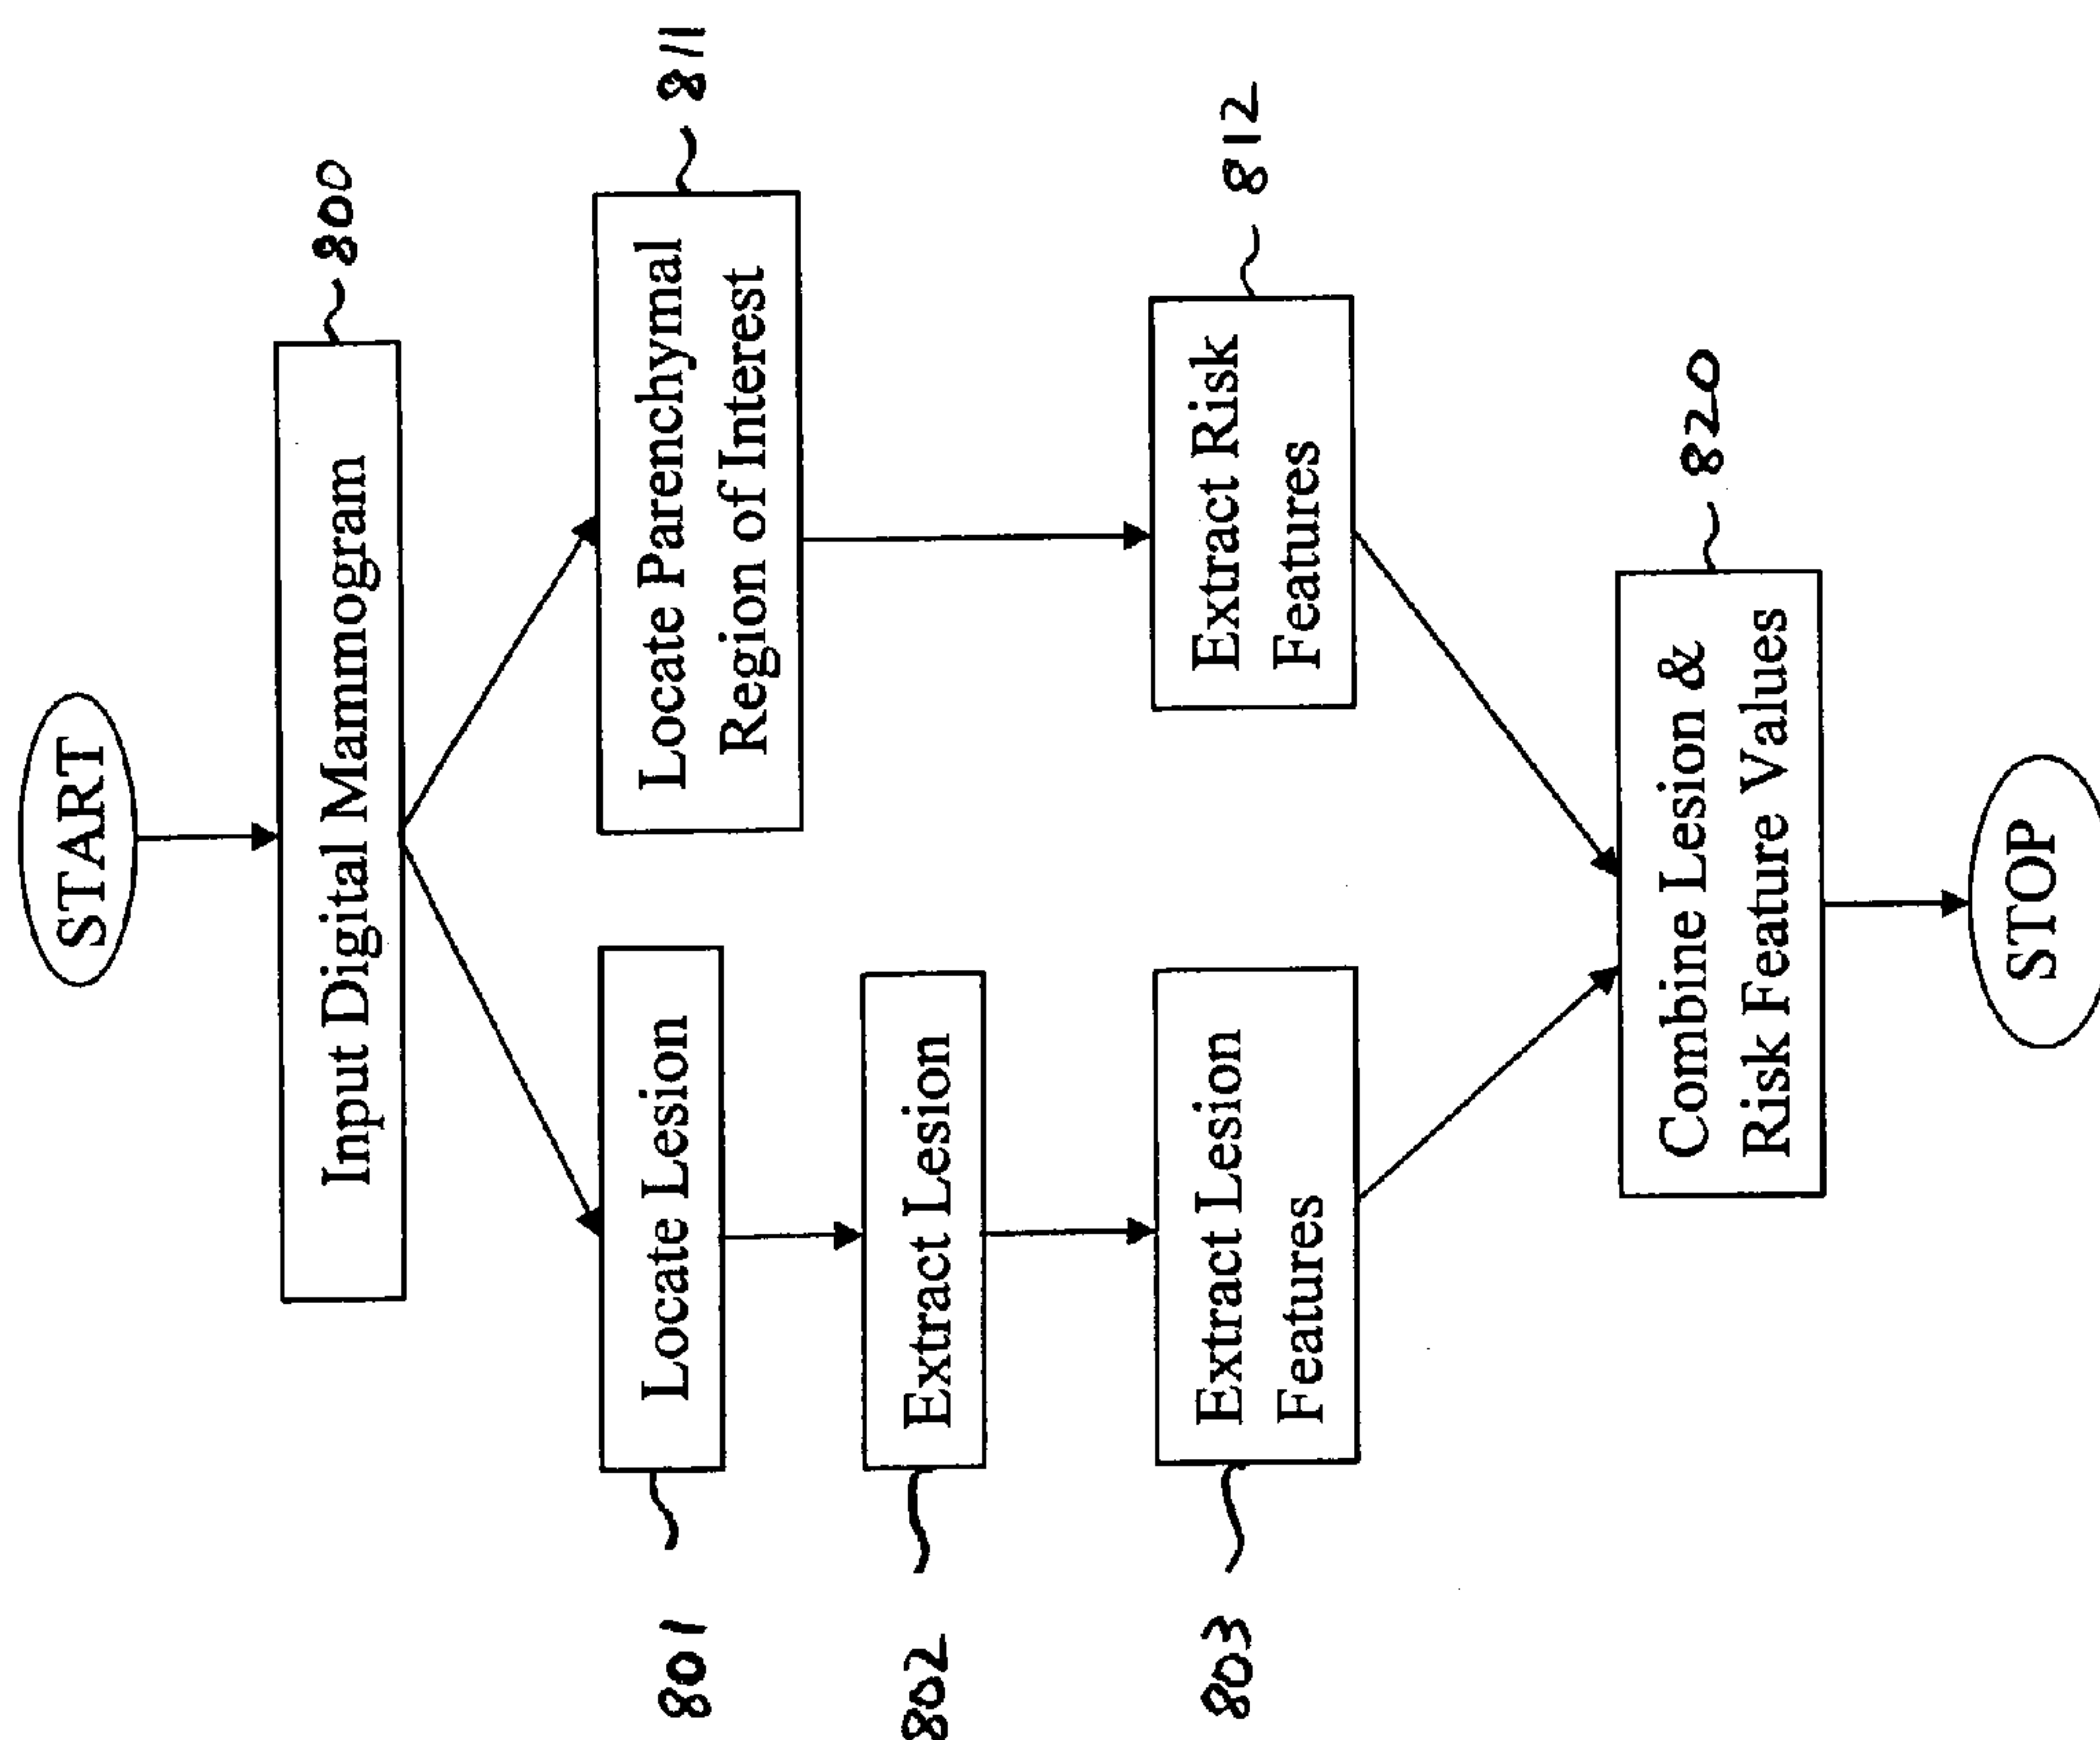 START
Input Digital Mammogram
800
Locate Lesion
801
Locate Parenchymal
Region of Interest
811
Extract Lesion
802
Extract Lesion
Features
803
Extract Risk
Features
812
Combine Lesion &
Risk Feature Values
820
STOP